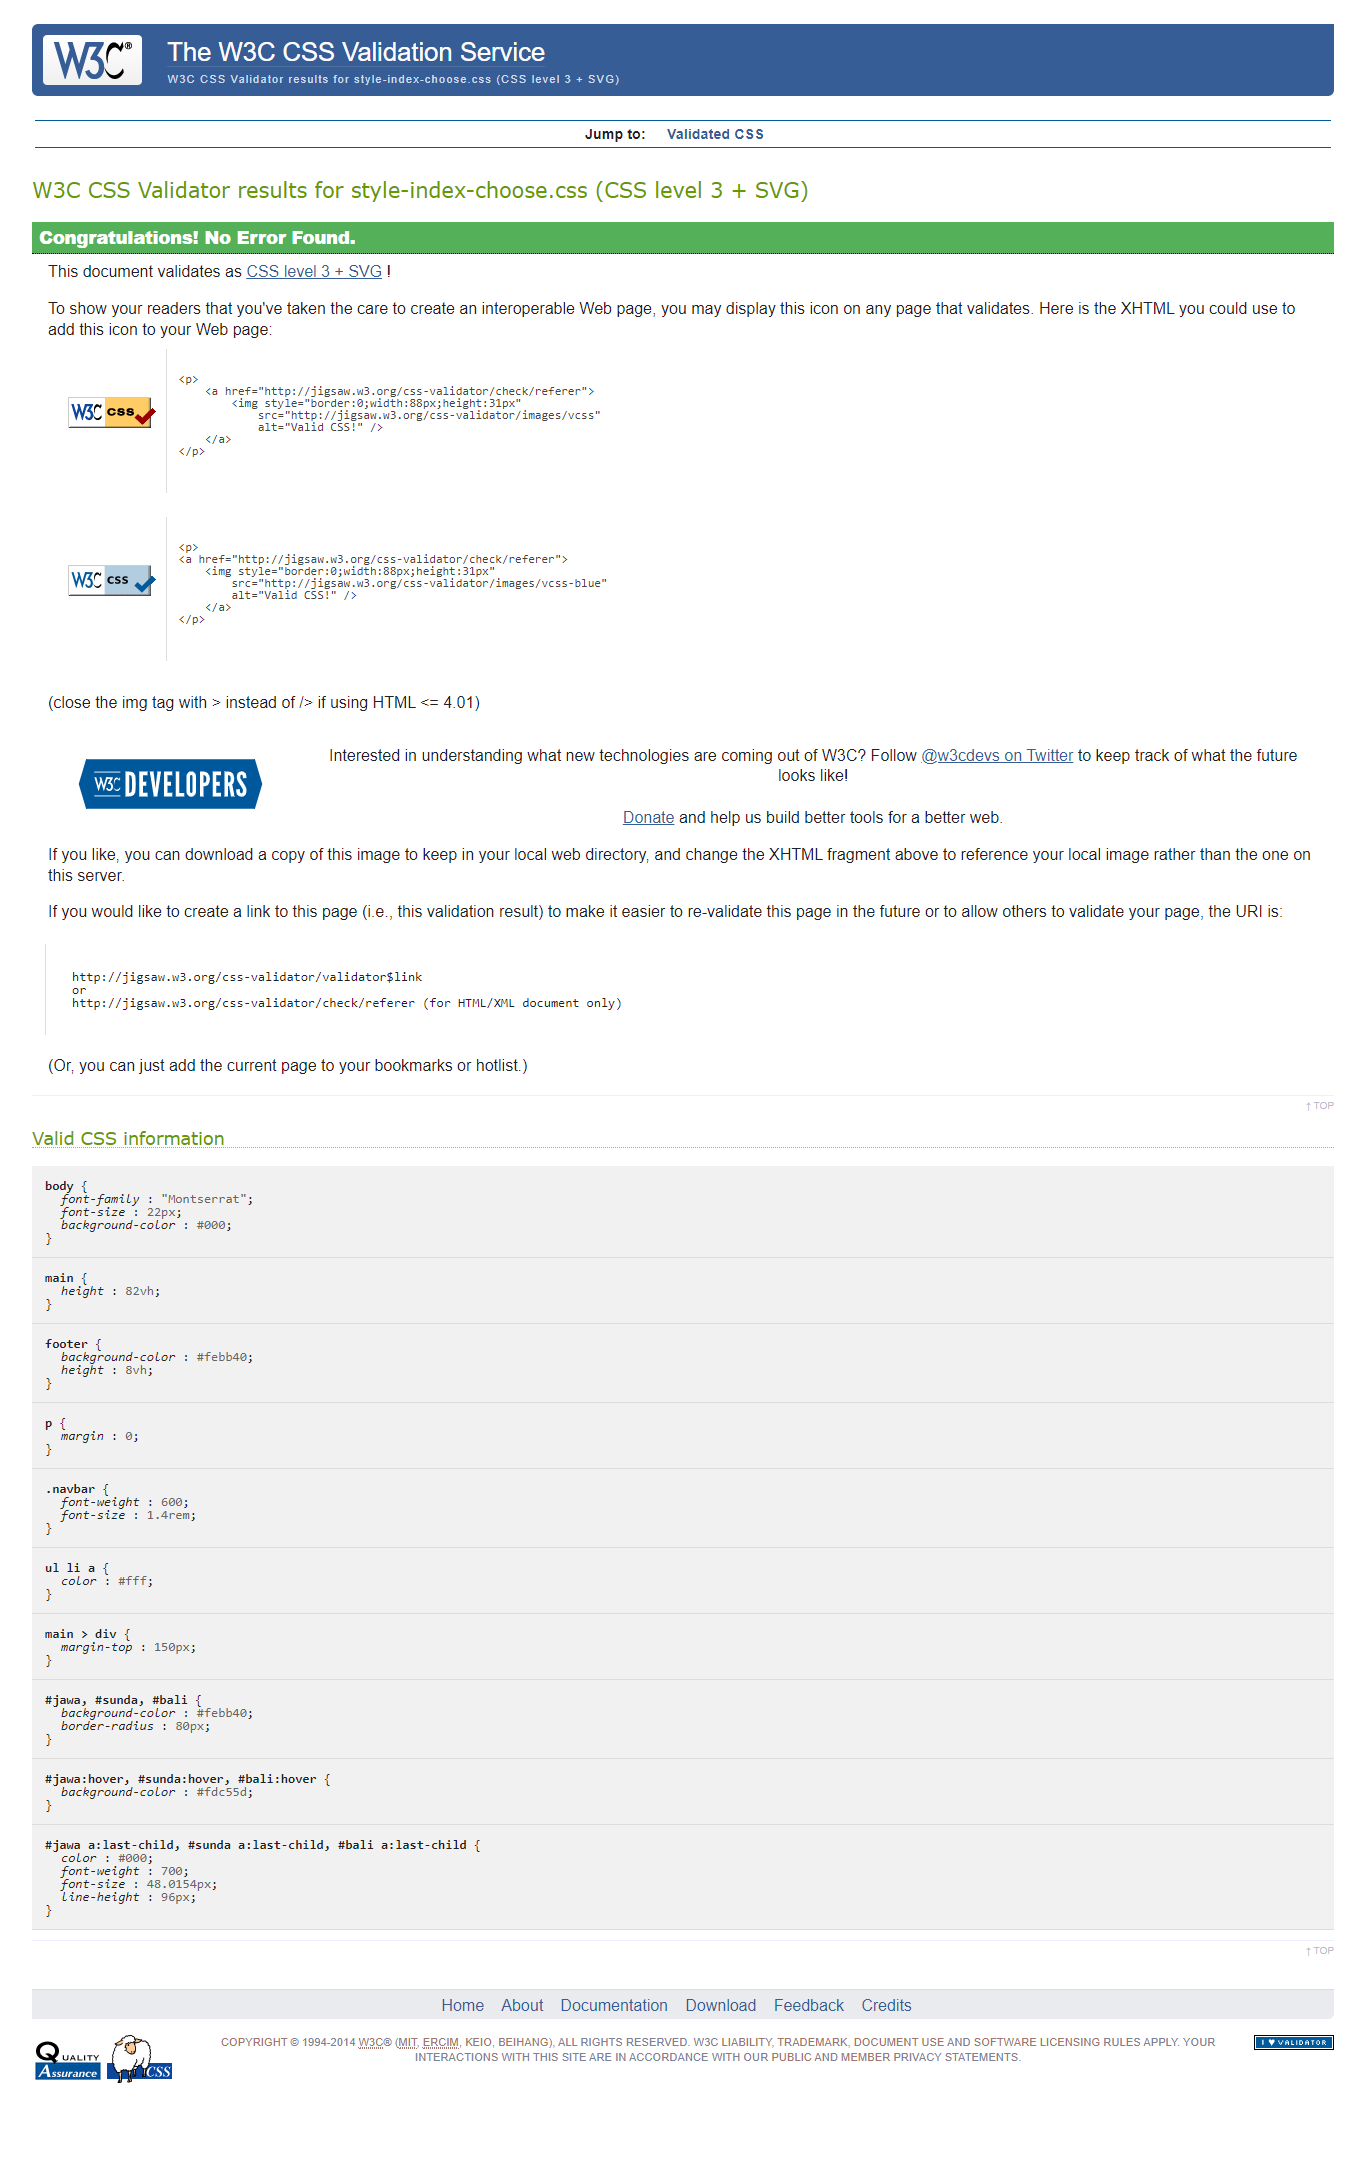 W3C®
The W3C CSS Validation Service
W3C CSS Validator results for style-index-choose.css (CSS level 3 + SVG)
Jump to: Validated CSS
W3C CSS Validator results for style-index-choose.css (CSS level 3 + SVG)
Congratulations! No Error Found.
This document validates as CSS level 3 + SVG !
To show your readers that you've taken the care to create an interoperable Web page, you may display this icon on any page that validates. Here is the XHTML you could use to
add this icon to your Web page:
<p>
<a href="http://jigsaw.w3.org/css-validator/check/referer">
<img style="border:0;width:88px;height:31px"
W3C css
src="http://jigsaw.w3.org/css-validator/images/vcss"
alt="Valid CSS!" />
</a>
</p>
<p>
<a href="http://jigsaw.w3.org/css-validator/check/referer">
<img style="border:0;width:88px;height:31px"
W3C css
src="http://jigsaw.w3.org/css-validator/images/vcss-blue"
alt="Valid CSS!" />
</a>
</p>
(close the img tag with > instead of /> if using HTML <= 4.01)
W3C DEVELOPERS
Interested in understanding what new technologies are coming out of W3C? Follow @w3cdevs on Twitter to keep track of what the future
looks like!
Donate and help us build better tools for a better web.
If you like, you can download a copy of this image to keep in your local web directory, and change the XHTML fragment above to reference your local image rather than the one on
this server.
If you would like to create a link to this page (i.e., this validation result) to make it easier to re-validate this page in the future or to allow others to validate your page, the URI is:
http://jigsaw.w3.org/css-validator/validator$link
or
http://jigsaw.w3.org/css-validator/check/referer (for HTML/XML document only)
(Or, you can just add the current page to your bookmarks or hotlist.)
↑ TOP
Valid CSS information
body {
font-family : "Montserrat";
font-size : 22px;
background-color : #000;
}
main {
height : 82vh;
}
footer {
background-color : #febb40;
height : 8vh;
}
p {
margin : 0;
}
.navbar {
font-weight : 600;
font-size : 1.4rem;
}
ul li a {
color : #fff;
}
main > div {
margin-top : 150px;
}
#jawa, #sunda, #bali {
background-color : #febb40;
border-radius : 80px;
}
#jawa:hover, #sunda:hover, #bali:hover {
background-color : #fdc55d;
}
#jawa a:last-child, #sunda a:last-child, #bali a:last-child {
color : #000;
font-weight : 700;
font-size : 48.0154px;
line-height : 96px;
}
↑ TOP
Home About Documentation Download Feedback Credits
Quality Assurance
CSS
COPYRIGHT © 1994-2014 W3C® (MIT, ERCIM, KEIO, BEIHANG), ALL RIGHTS RESERVED. W3C LIABILITY, TRADEMARK, DOCUMENT USE AND SOFTWARE LICENSING RULES APPLY. YOUR
INTERACTIONS WITH THIS SITE ARE IN ACCORDANCE WITH OUR PUBLIC AND MEMBER PRIVACY STATEMENTS.
I ♥ VALIDATOR